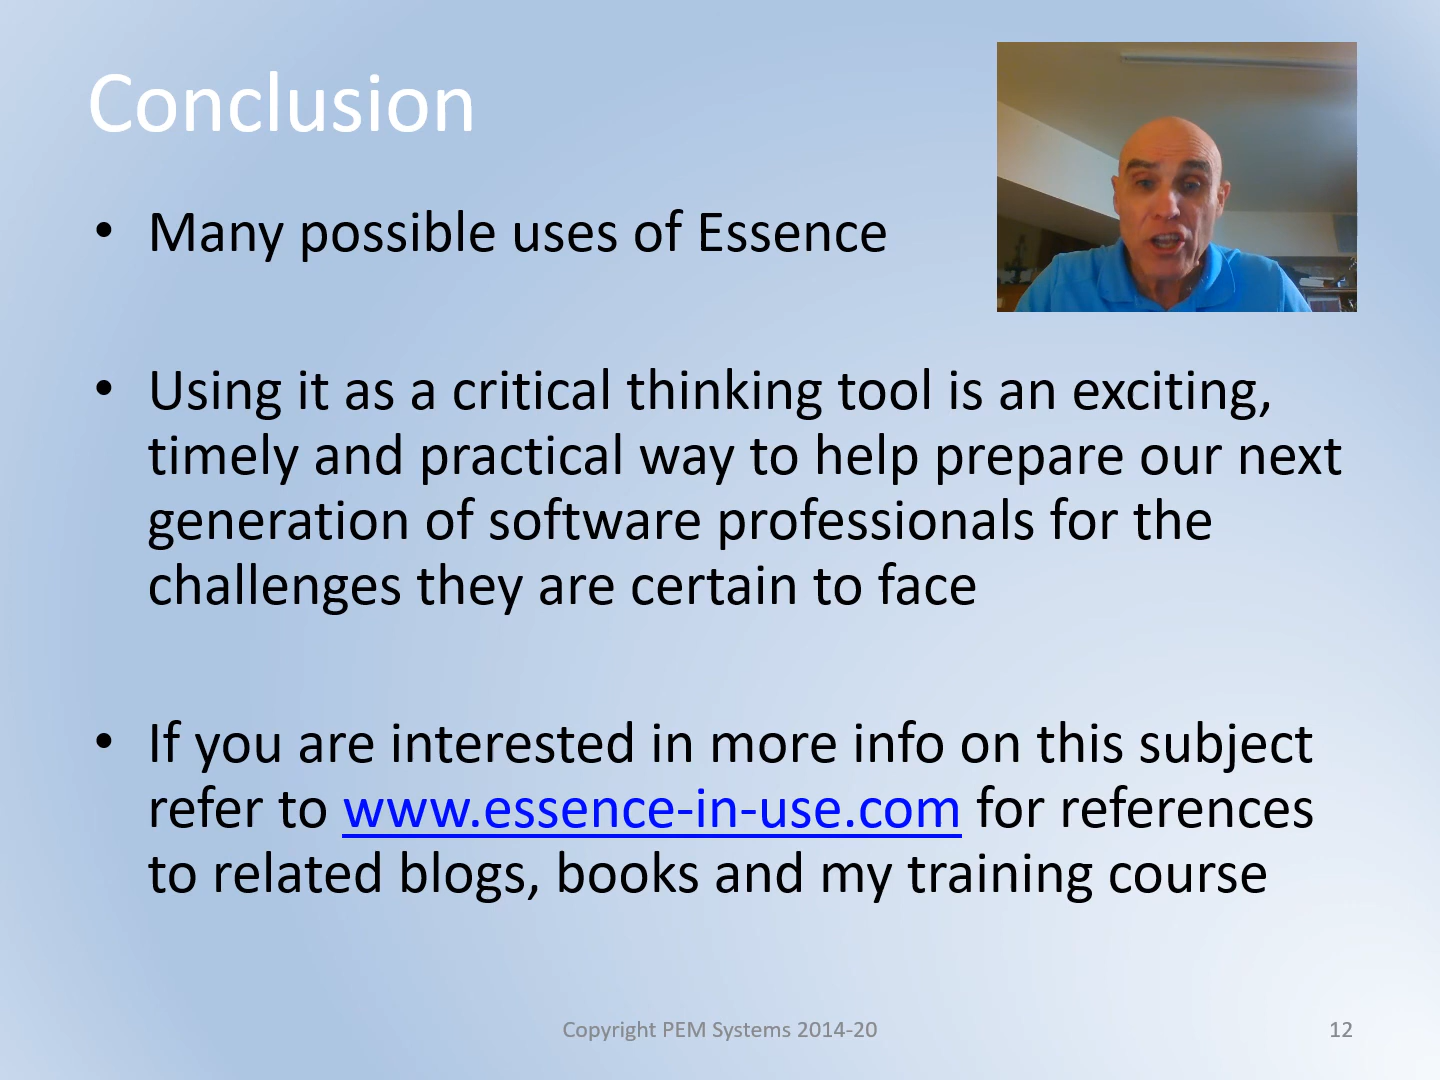 Conclusion
• Many possible uses of Essence
• Using it as a critical thinking tool is an exciting,
timely and practical way to help prepare our next
generation of software professionals for the
challenges they are certain to face
• If you are interested in more info on this subject
refer to www.essence-in-use.com for references
to related blogs, books and my training course
Copyright PEM Systems 2014-20
12